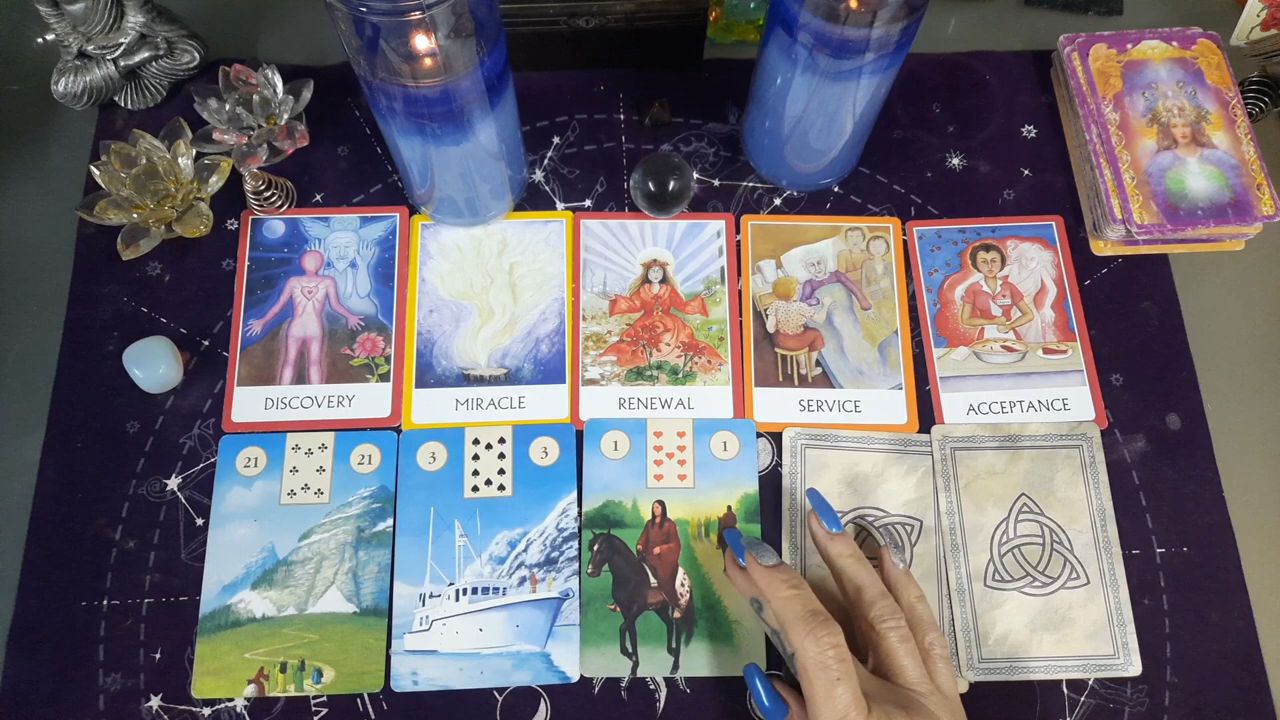 DISCOVERY
MIRACLE
RENEWAL
SERVICE
ACCEPTANCE
21 21
3 3
1 1